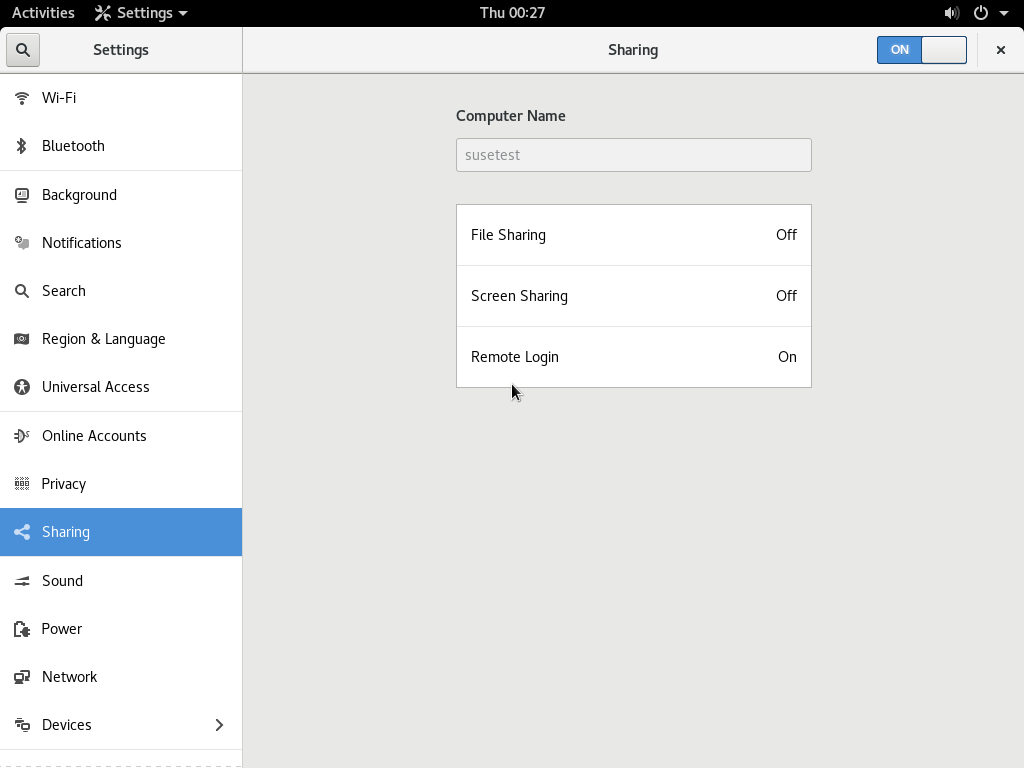 Activities Settings Thu 00:27
Settings Sharing ON
Wi-Fi
Bluetooth
Background
Notifications
Search
Region & Language
Universal Access
Online Accounts
Privacy
Sharing
Sound
Power
Network
Devices
Computer Name
susetest
File Sharing Off
Screen Sharing Off
Remote Login On